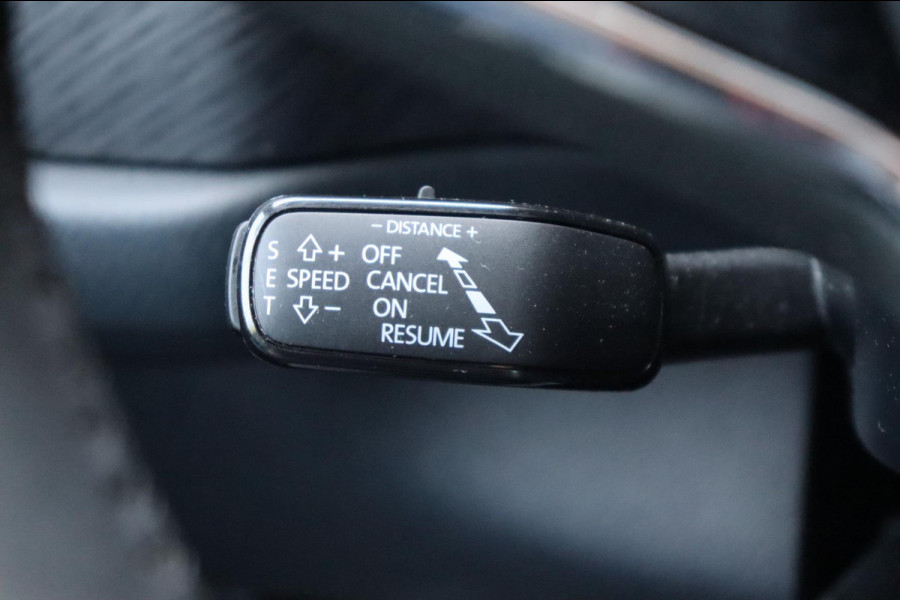 − DISTANCE +
S + OFF
E SPEED CANCEL
T − ON
RESUME